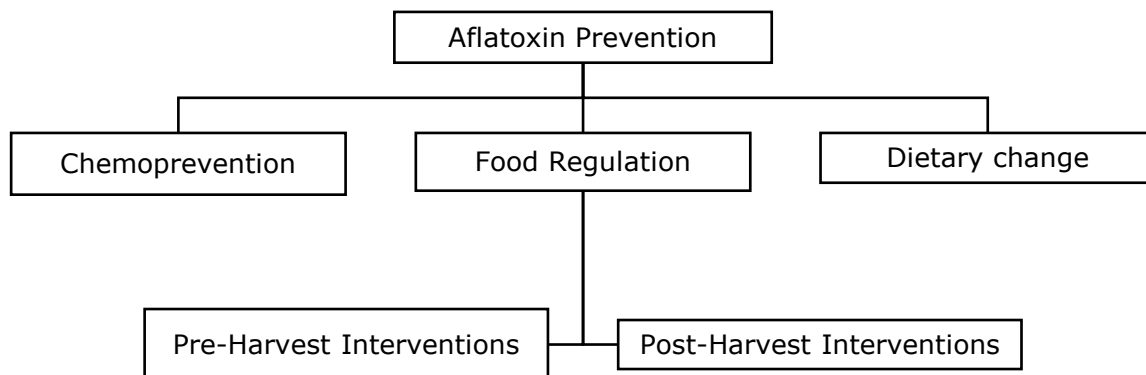 Aflatoxin Prevention
Chemoprevention
Food Regulation
Dietary change
Pre-Harvest Interventions
Post-Harvest Interventions